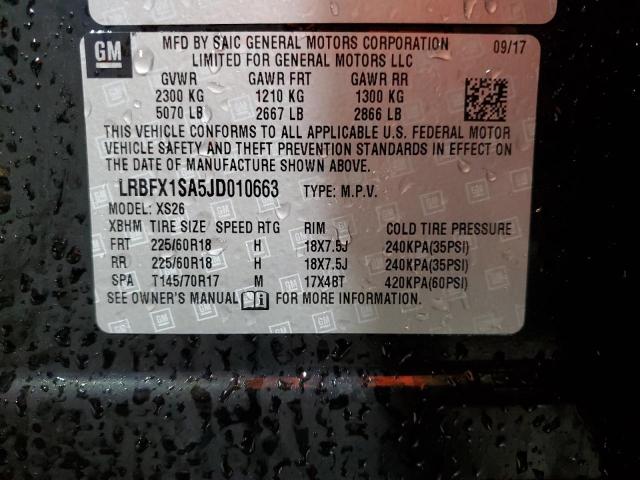 GM
MFD BY SAIC GENERAL MOTORS CORPORATION 09/17
LIMITED FOR GENERAL MOTORS LLC
GVWR GAWR FRT GAWR RR
2300 KG 1210 KG 1300 KG
5070 LB 2667 LB 2866 LB
THIS VEHICLE CONFORMS TO ALL APPLICABLE U.S. FEDERAL MOTOR
VEHICLE SAFETY AND THEFT PREVENTION STANDARDS IN EFFECT ON
THE DATE OF MANUFACTURE SHOWN ABOVE.
LRBFX1SA5JD010663 TYPE: M.P.V.
MODEL: XS26
XBHM TIRE SIZE SPEED RTG RIM COLD TIRE PRESSURE
FRT 225/60R18 H 18X7.5J 240KPA(35PSI)
RR 225/60R18 H 18X7.5J 240KPA(35PSI)
SPA T145/70R17 M 17X4BT 420KPA(60PSI)
SEE OWNER'S MANUAL FOR MORE INFORMATION.